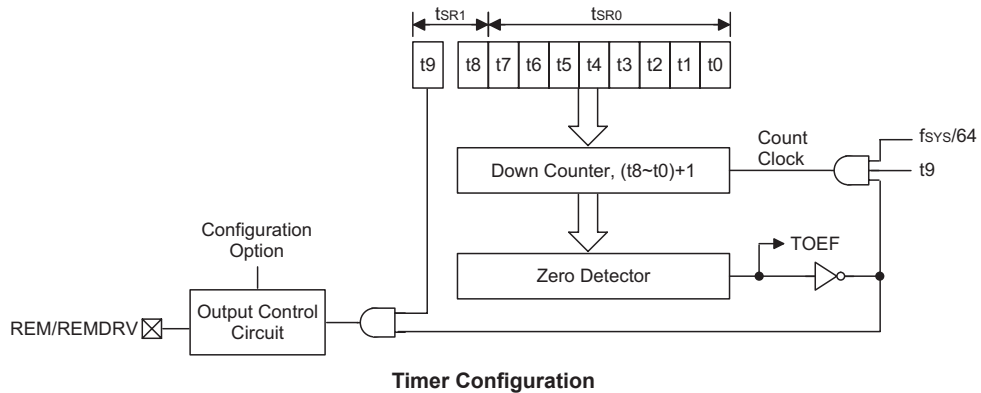 tSR1 tSR0
t9 t8 t7 t6 t5 t4 t3 t2 t1 t0
Count
Clock
fSYS/64
t9
Down Counter, (t8~t0)+1
Configuration
Option
TOEF
Zero Detector
REM/REMDRV
Output Control
Circuit
Timer Configuration